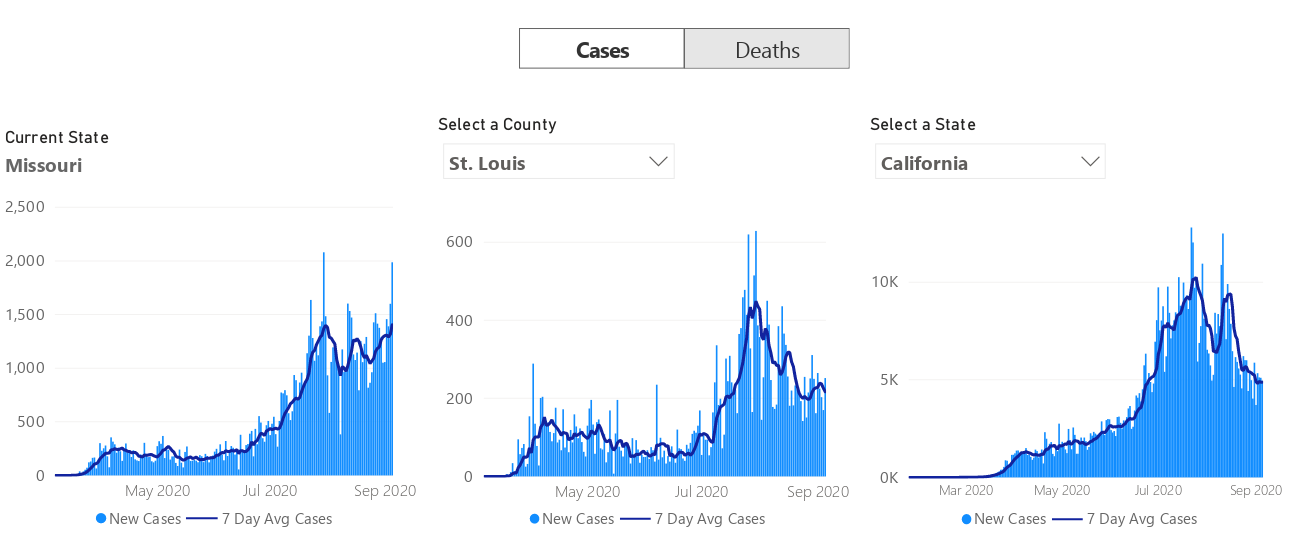 Cases Deaths
Current State
Missouri
2,500
2,000
1,500
1,000
500
0
May 2020 Jul 2020 Sep 2020
New Cases 7 Day Avg Cases
Select a County
St. Louis
600
400
200
0
May 2020 Jul 2020 Sep 2020
New Cases 7 Day Avg Cases
Select a State
California
10K
5K
0K
Mar 2020 May 2020 Jul 2020 Sep 2020
New Cases 7 Day Avg Cases